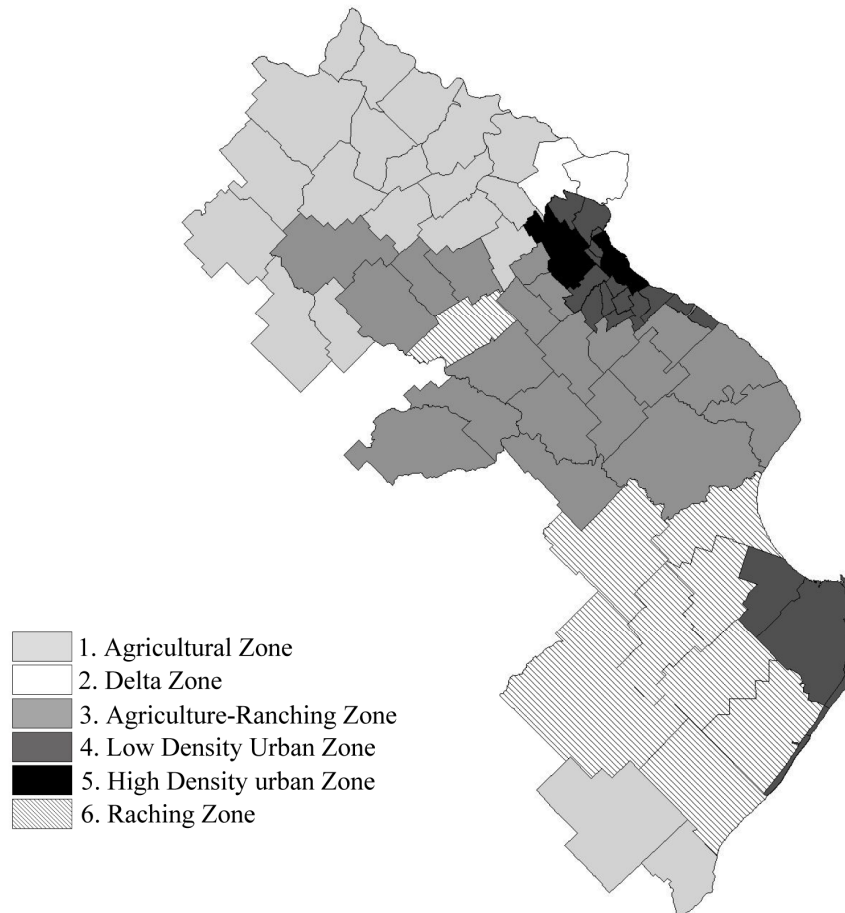 1. Agricultural Zone
2. Delta Zone
3. Agriculture-Ranching Zone
4. Low Density Urban Zone
5. High Density urban Zone
6. Raching Zone